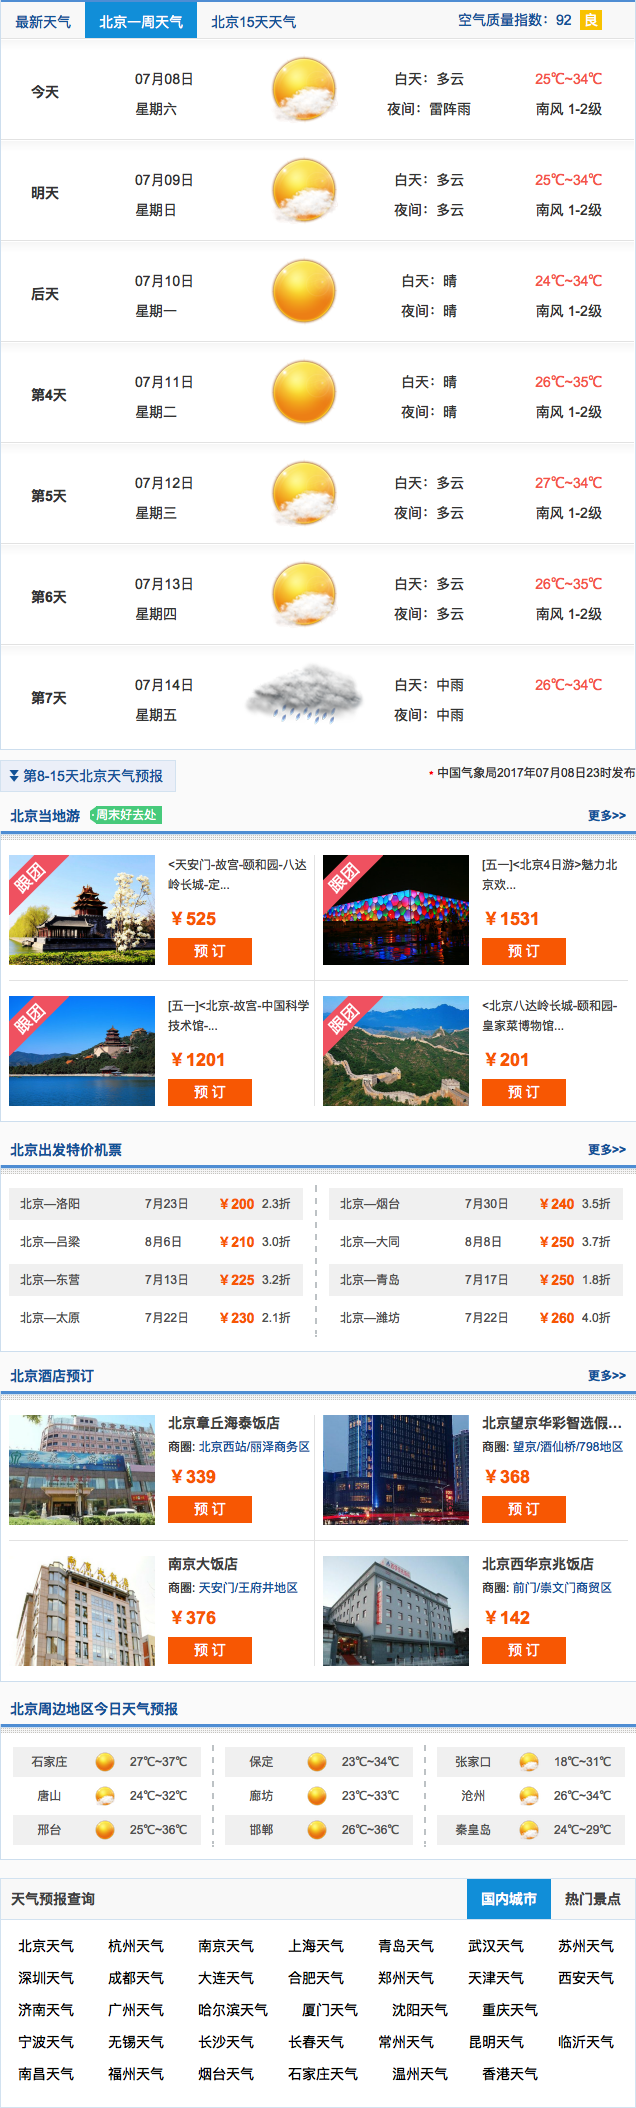 最新天气 北京一周天气 北京15天天气 空气质量指数：92 良
07月08日 白天：多云 25℃~34℃
今天
星期六 夜间：雷阵雨 南风 1-2级
07月09日 白天：多云 25℃~34℃
明天
星期日 夜间：多云 南风 1-2级
07月10日 白天：晴 24℃~34℃
后天
星期一 夜间：晴 南风 1-2级
07月11日 白天：晴 26℃~35℃
第4天
星期二 夜间：晴 南风 1-2级
07月12日 白天：多云 27℃~34℃
第5天
星期三 夜间：多云 南风 1-2级
07月13日 白天：多云 26℃~35℃
第6天
星期四 夜间：多云 南风 1-2级
07月14日 白天：中雨 26℃~34℃
第7天
星期五 夜间：中雨
第8-15天北京天气预报 * 中国气象局2017年07月08日23时发布
北京当地游 周末好去处 更多>>
跟团 <天安门-故宫-颐和园-八达
岭长城-定...
￥525
预 订
跟团 [五一]<北京4日游>魅力北
京欢...
￥1531
预 订
跟团 [五一]<北京-故宫-中国科学
技术馆-...
￥1201
预 订
跟团 <北京八达岭长城-颐和园-
皇家菜博物馆...
￥201
预 订
北京出发特价机票 更多>>
北京—洛阳 7月23日 ￥200 2.3折 北京—烟台 7月30日 ￥240 3.5折
北京—吕梁 8月6日 ￥210 3.0折 北京—大同 8月8日 ￥250 3.7折
北京—东营 7月13日 ￥225 3.2折 北京—青岛 7月17日 ￥250 1.8折
北京—太原 7月22日 ￥230 2.1折 北京—潍坊 7月22日 ￥260 4.0折
北京酒店预订 更多>>
北京章丘海泰饭店
商圈: 北京西站/丽泽商务区
￥339
预 订
北京望京华彩智选假...
商圈: 望京/酒仙桥/798地区
￥368
预 订
南京大饭店
商圈: 天安门/王府井地区
￥376
预 订
北京西华京兆饭店
商圈: 前门/崇文门商贸区
￥142
预 订
北京周边地区今日天气预报
石家庄 27℃~37℃ 保定 23℃~34℃ 张家口 18℃~31℃
唐山 24℃~32℃ 廊坊 23℃~33℃ 沧州 26℃~34℃
邢台 25℃~36℃ 邯郸 26℃~36℃ 秦皇岛 24℃~29℃
天气预报查询 国内城市 热门景点
北京天气 杭州天气 南京天气 上海天气 青岛天气 武汉天气 苏州天气
深圳天气 成都天气 大连天气 合肥天气 郑州天气 天津天气 西安天气
济南天气 广州天气 哈尔滨天气 厦门天气 沈阳天气 重庆天气
宁波天气 无锡天气 长沙天气 长春天气 常州天气 昆明天气 临沂天气
南昌天气 福州天气 烟台天气 石家庄天气 温州天气 香港天气